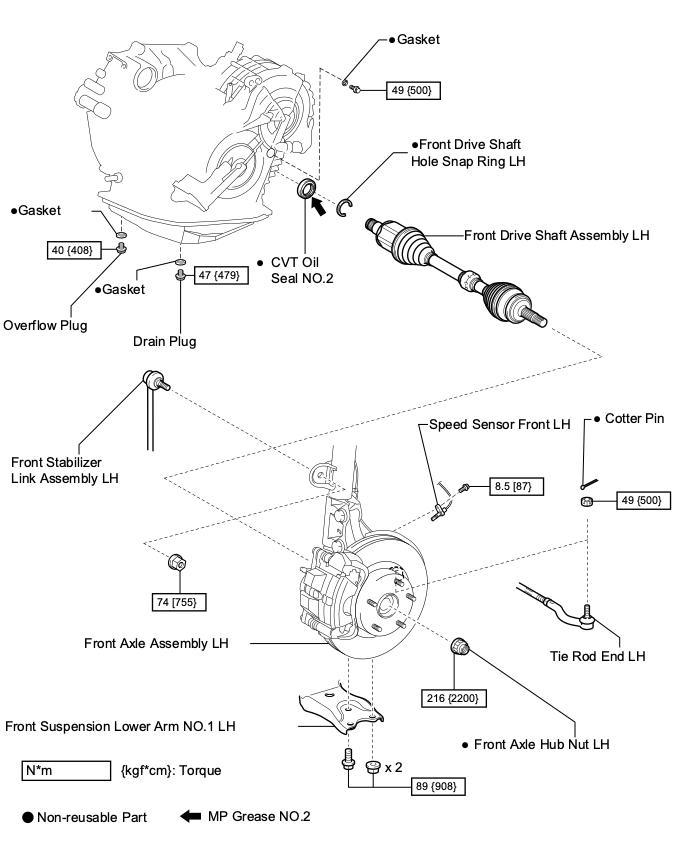 ●Gasket
49 {500}
●Front Drive Shaft
Hole Snap Ring LH
●Gasket
Front Drive Shaft Assembly LH
40 {408}
● CVT Oil
Seal NO.2
47 {479}
●Gasket
Overflow Plug
Drain Plug
Speed Sensor Front LH
● Cotter Pin
Front Stabilizer
Link Assembly LH
8.5 [87}
49 {500}
74 [755}
Front Axle Assembly LH
Tie Rod End LH
216 {2200}
Front Suspension Lower Arm NO.1 LH
● Front Axle Hub Nut LH
N*m
{kgf*cm}: Torque
x 2
89 {908}
● Non-reusable Part
MP Grease NO.2